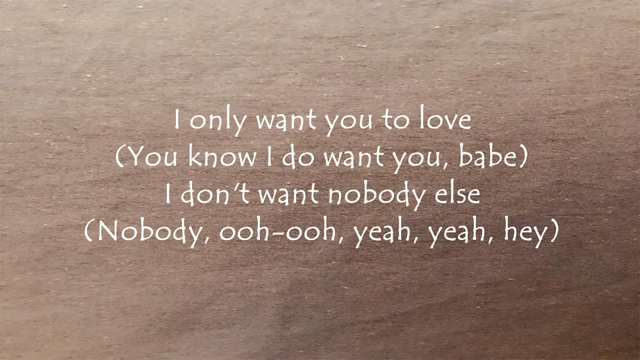 I only want you to love
(You know I do want you, babe)
I don't want nobody else
(Nobody, ooh-ooh, yeah, yeah, hey)